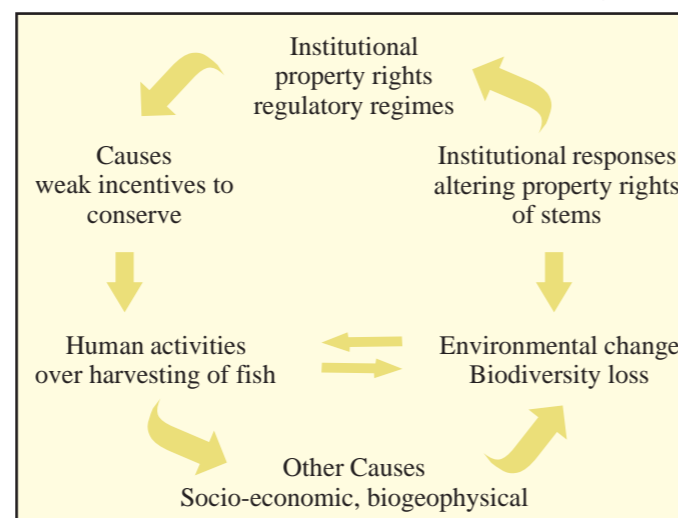 Institutional
property rights
regulatory regimes
Causes
weak incentives to
conserve
Institutional responses
altering property rights
of stems
Human activities
over harvesting of fish
Environmental change
Biodiversity loss
Other Causes
Socio-economic, biogeophysical